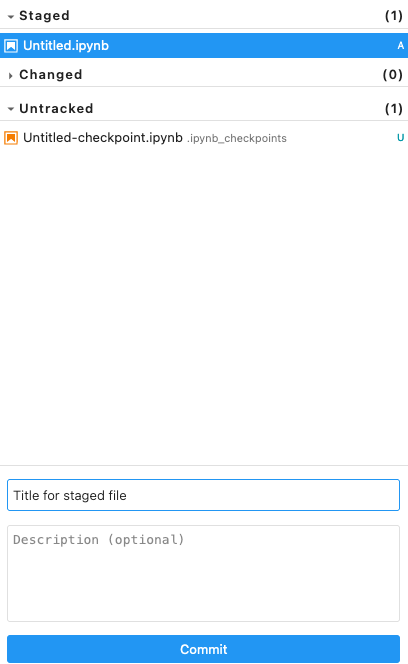 Staged (1)
Untitled.ipynb A
Changed (0)
Untracked (1)
Untitled-checkpoint.ipynb .ipynb_checkpoints U
Title for staged file
Description (optional)
Commit